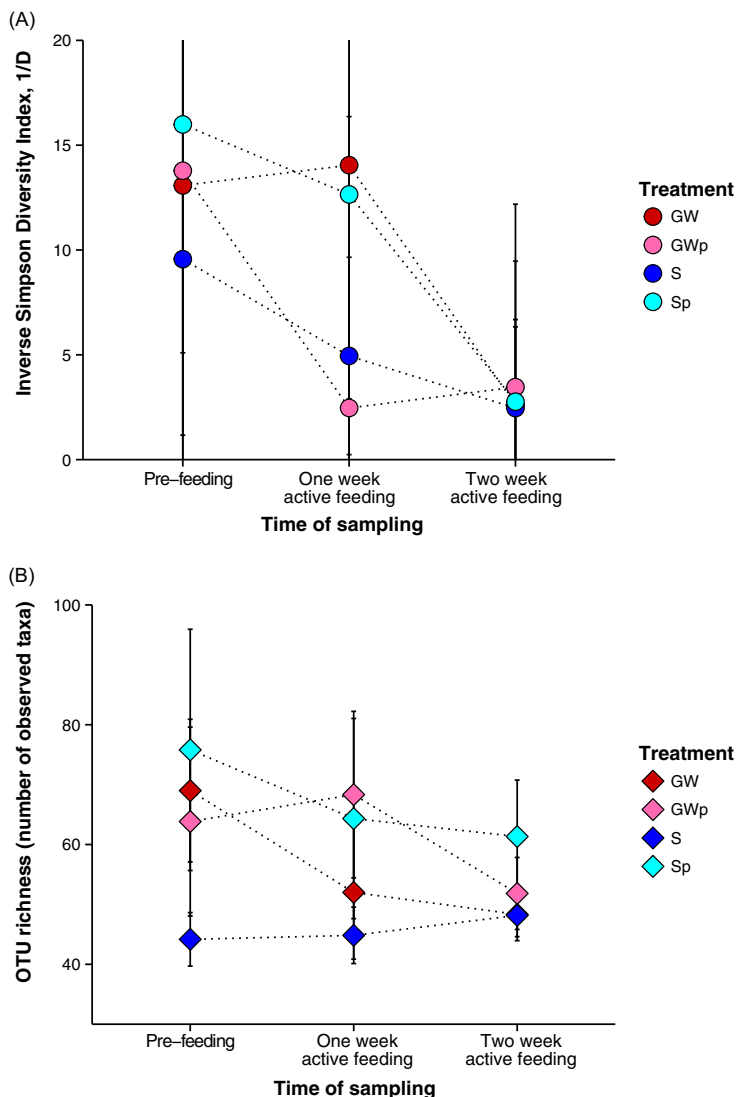 (A)
Inverse Simpson Diversity Index, 1/D
20
15
10
5
0
Pre–feeding
One week
active feeding
Two week
active feeding
Time of sampling
Treatment
GW
GWp
S
Sp
(B)
OTU richness (number of observed taxa)
100
80
60
40
Pre–feeding
One week
active feeding
Two week
active feeding
Time of sampling
Treatment
GW
GWp
S
Sp